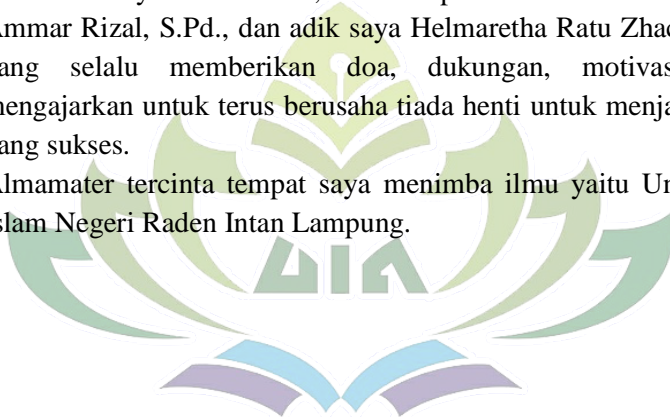 Ammar Rizal, S.Pd., dan adik saya Helmaretha Ratu
yang selalu memberikan doa, dukungan,
mengajarkan untuk terus berusaha tiada henti untuk
yang sukses.
Almamater tercinta tempat saya menimba ilmu yaitu
Islam Negeri Raden Intan Lampung.
UIN